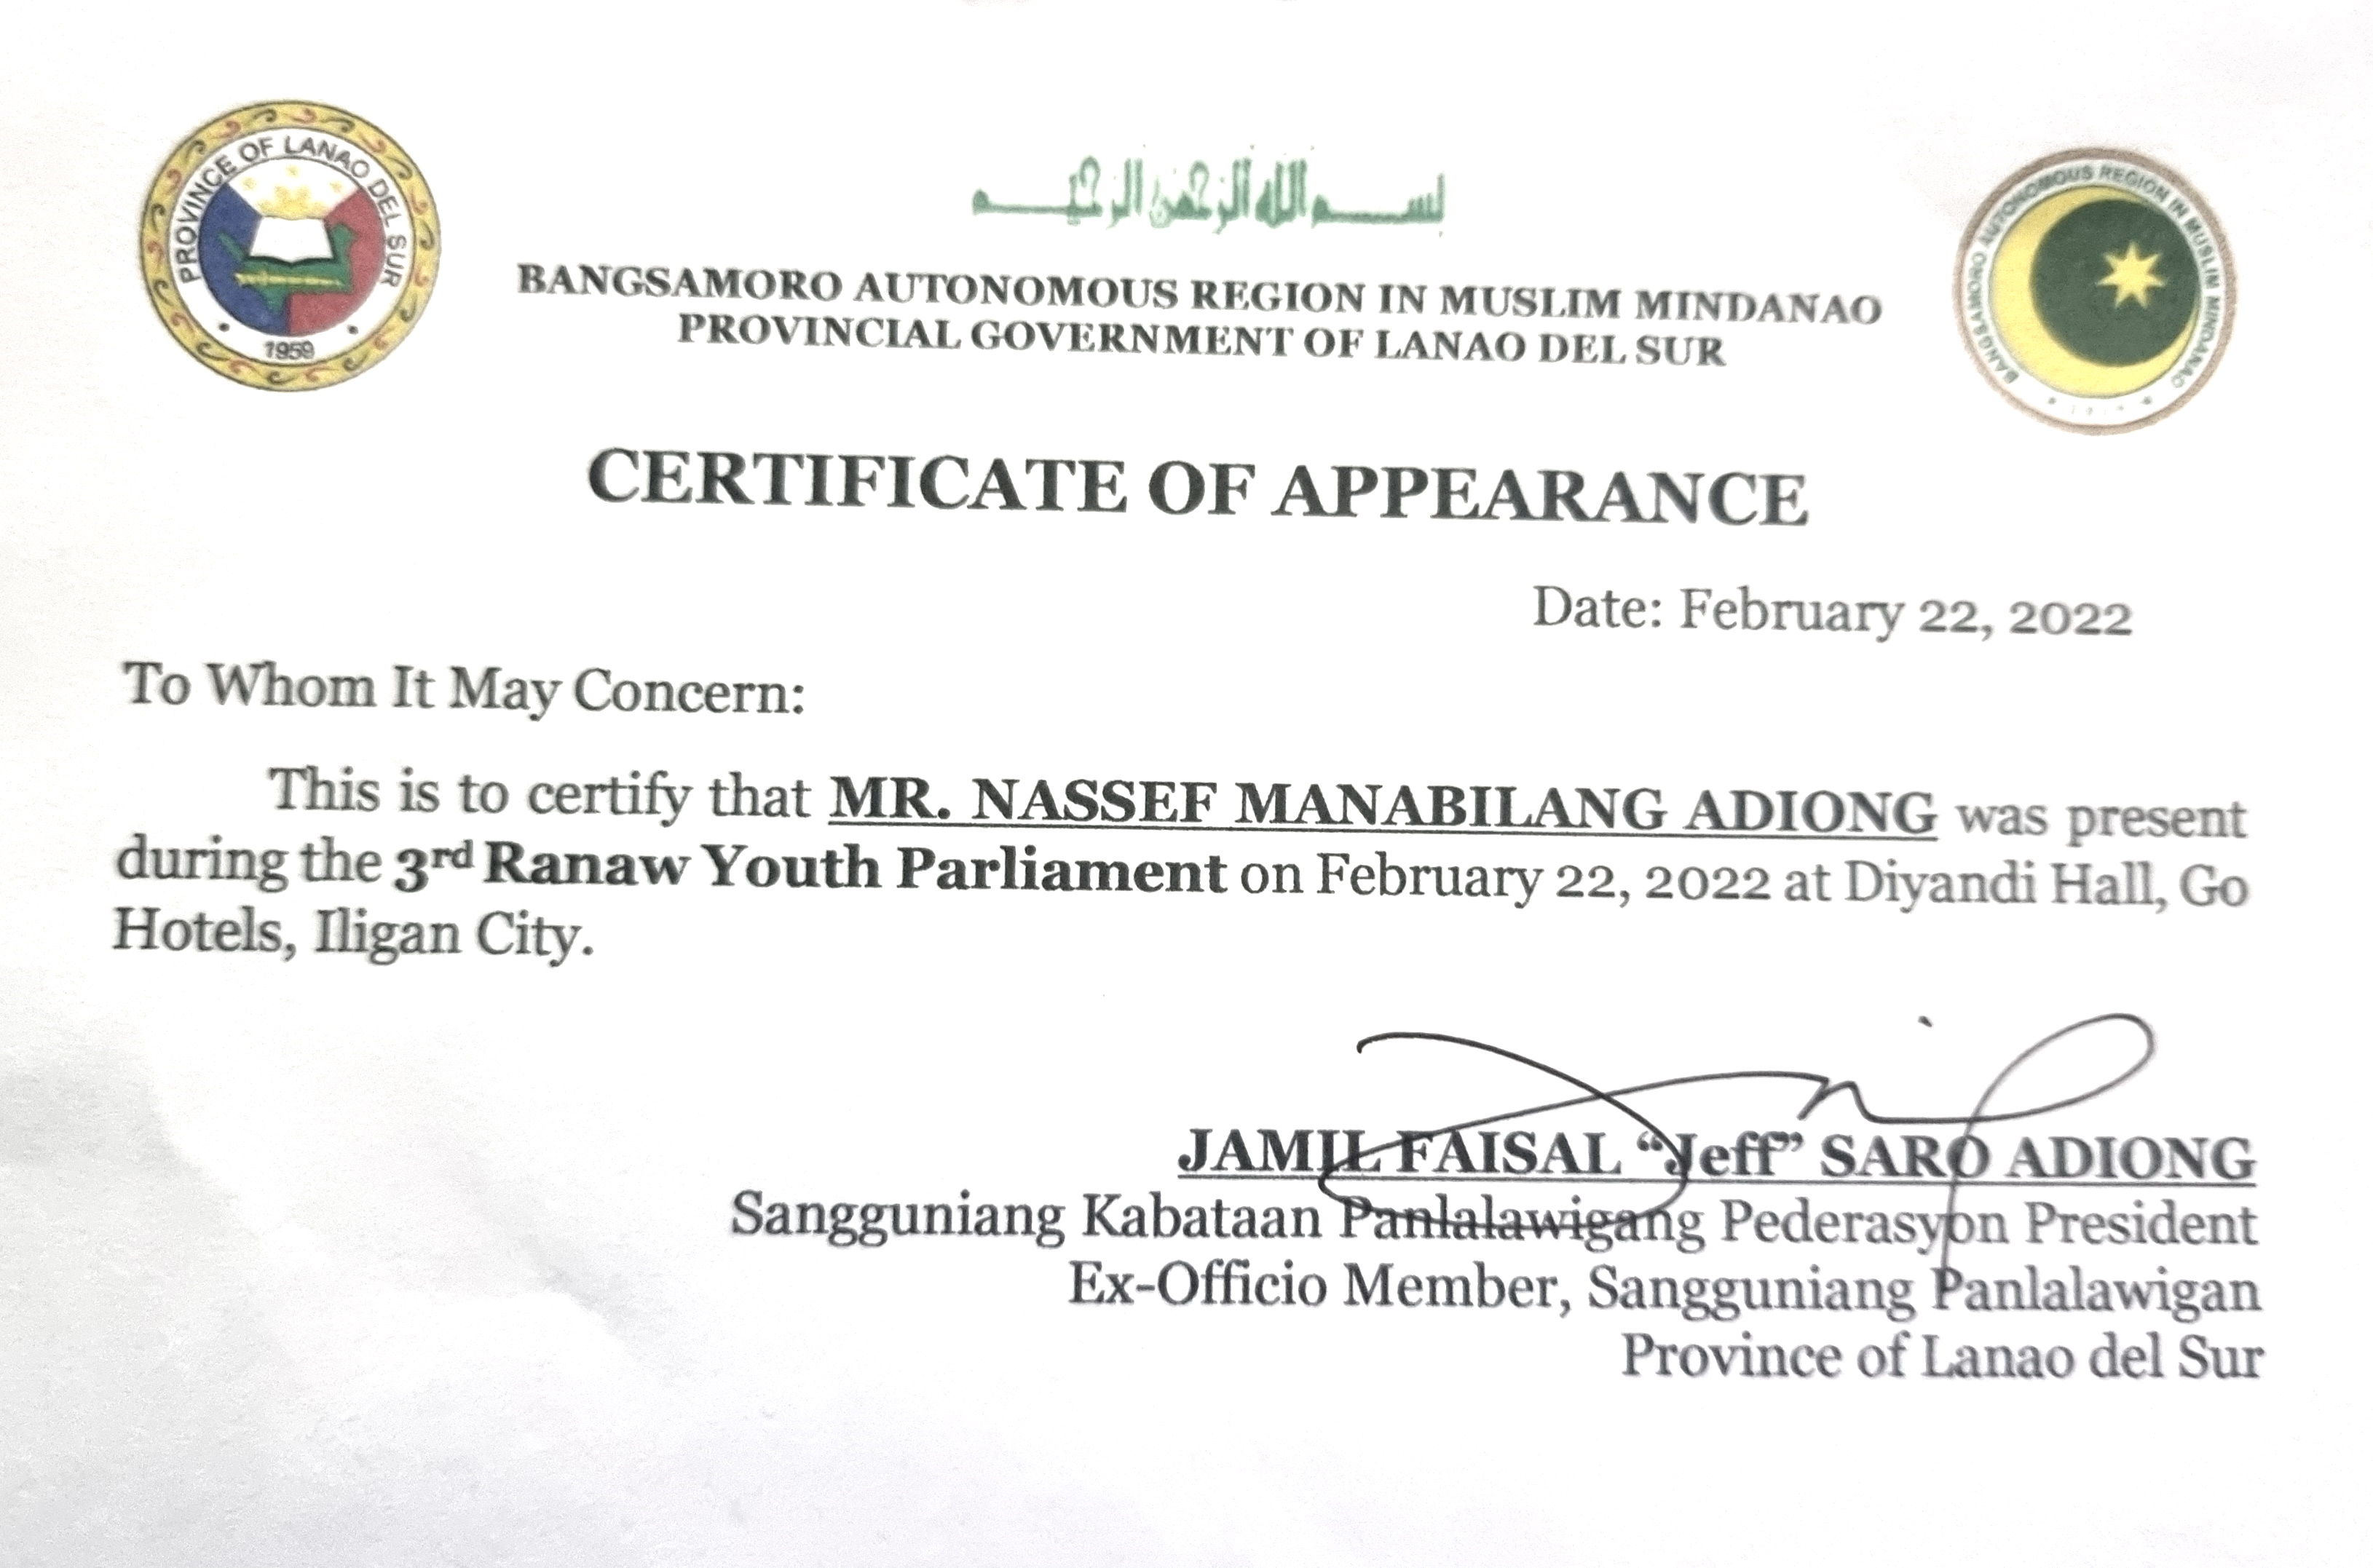 PROVINCE OF LANAO DEL SUR
1959
بسم الله الرحمن الرحيم
BANGSAMORO AUTONOMOUS REGION IN MUSLIM MINDANAO
BANGSAMORO AUTONOMOUS REGION IN MUSLIM MINDANAO
PROVINCIAL GOVERNMENT OF LANAO DEL SUR
CERTIFICATE OF APPEARANCE
Date: February 22, 2022
To Whom It May Concern:
This is to certify that MR. NASSEF MANABILANG ADIONG was present
during the 3rd Ranaw Youth Parliament on February 22, 2022 at Diyandi Hall, Go
Hotels, Iligan City.
JAMIL FAISAL “Jeff” SARO ADIONG
Sangguniang Kabataan Panlalawigang Pederasyon President
Ex-Officio Member, Sangguniang Panlalawigan
Province of Lanao del Sur